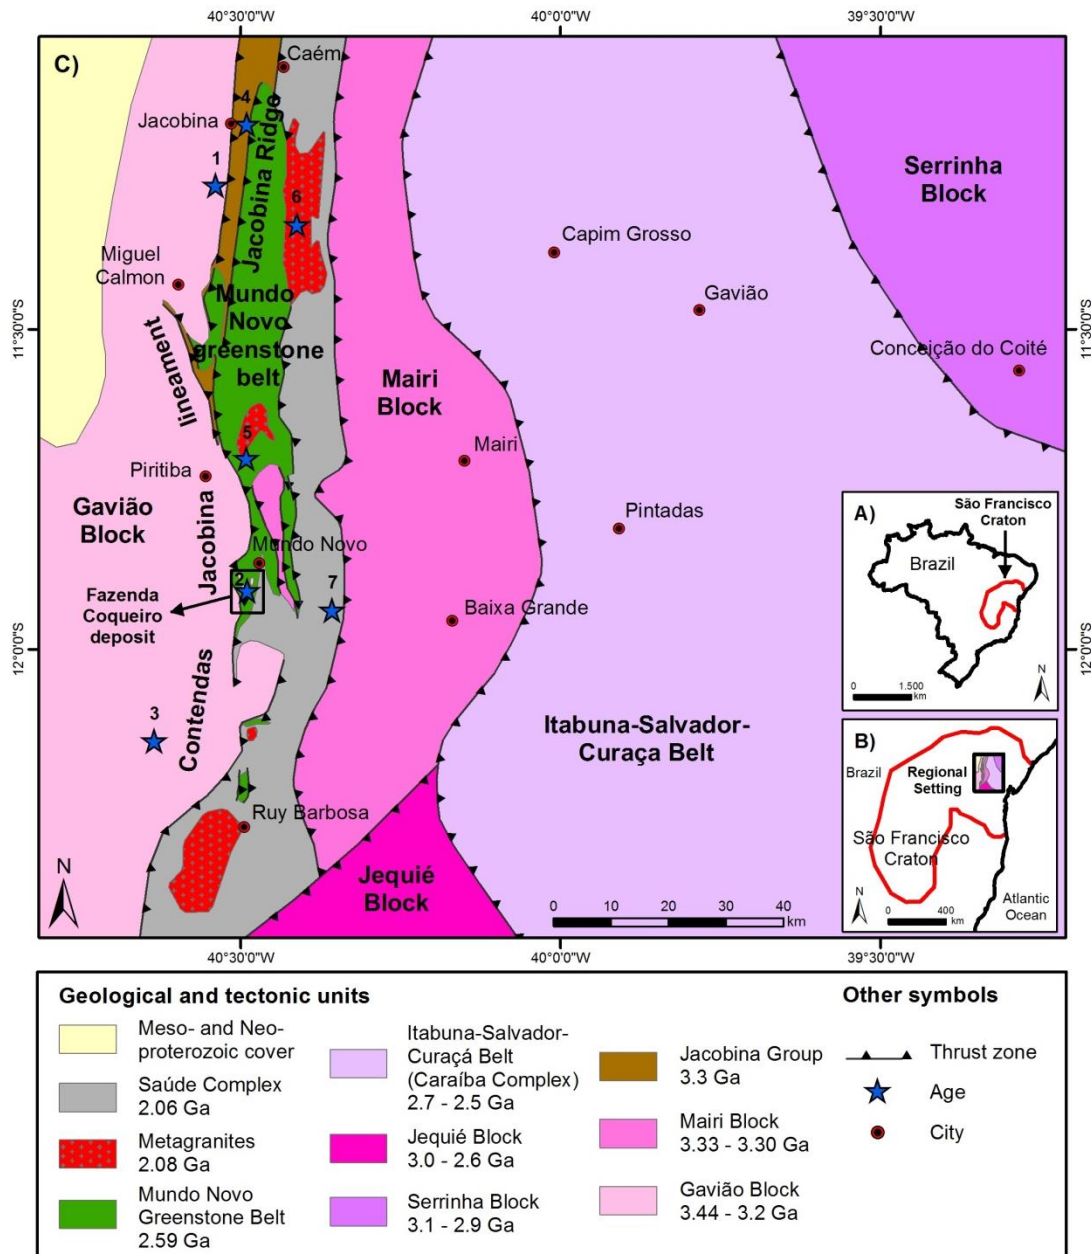 40°30'0"W
40°0'0"W
39°30'0"W
C)
Caém
4
Jacobina
1
Jacobina Ridge
6
Serrinha
Block
Capim Grosso
Miguel
Calmon
Gavião
Mundo
Novo
greenstone
belt
11°30'0"S
11°30'0"S
lineament
Conceição do Coité
Mairi
Block
5
Mairi
Piritiba
Gavião
Block
Jacobina
Pintadas
Mundo Novo
2
7
Fazenda
Coqueiro
deposit
Baixa Grande
12°0'0"S
12°0'0"S
3
Contendas
Itabuna-Salvador-
Curaça Belt
Ruy Barbosa
Jequié
Block
N
0 10 20 30 40
km
A)
São Francisco
Craton
Brazil
0 1.500
km
N
B)
Brazil
Regional
Setting
São Francisco
Craton
N
0 400
km
Atlantic
Ocean
40°30'0"W
40°0'0"W
39°30'0"W
Geological and tectonic units
Meso- and Neo-
proterozoic cover
Saúde Complex
2.06 Ga
Metagranites
2.08 Ga
Mundo Novo
Greenstone Belt
2.59 Ga
Itabuna-Salvador-
Curaçá Belt
(Caraíba Complex)
2.7 - 2.5 Ga
Jequié Block
3.0 - 2.6 Ga
Serrinha Block
3.1 - 2.9 Ga
Jacobina Group
3.3 Ga
Mairi Block
3.33 - 3.30 Ga
Gavião Block
3.44 - 3.2 Ga
Other symbols
Thrust zone
Age
City